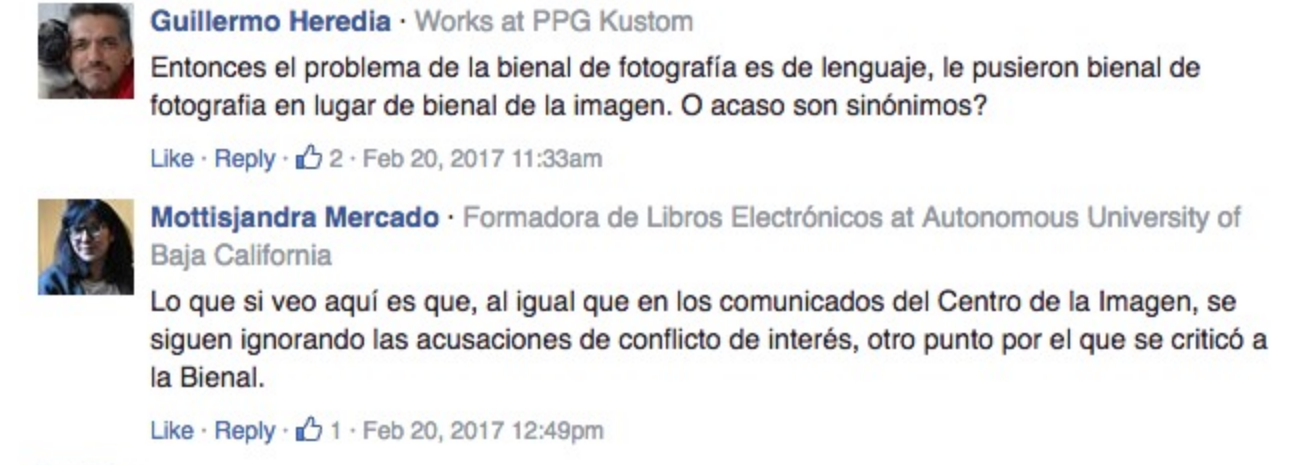 Guillermo Heredia · Works at PPG Kustom
Entonces el problema de la bienal de fotografía es de lenguaje, le pusieron bienal de
fotografia en lugar de bienal de la imagen. O acaso son sinónimos?
Like · Reply · 2 · Feb 20, 2017 11:33am
Mottisjandra Mercado · Formadora de Libros Electrónicos at Autonomous University of
Baja California
Lo que si veo aquí es que, al igual que en los comunicados del Centro de la Imagen, se
siguen ignorando las acusaciones de conflicto de interés, otro punto por el que se criticó a
la Bienal.
Like · Reply · 1 · Feb 20, 2017 12:49pm